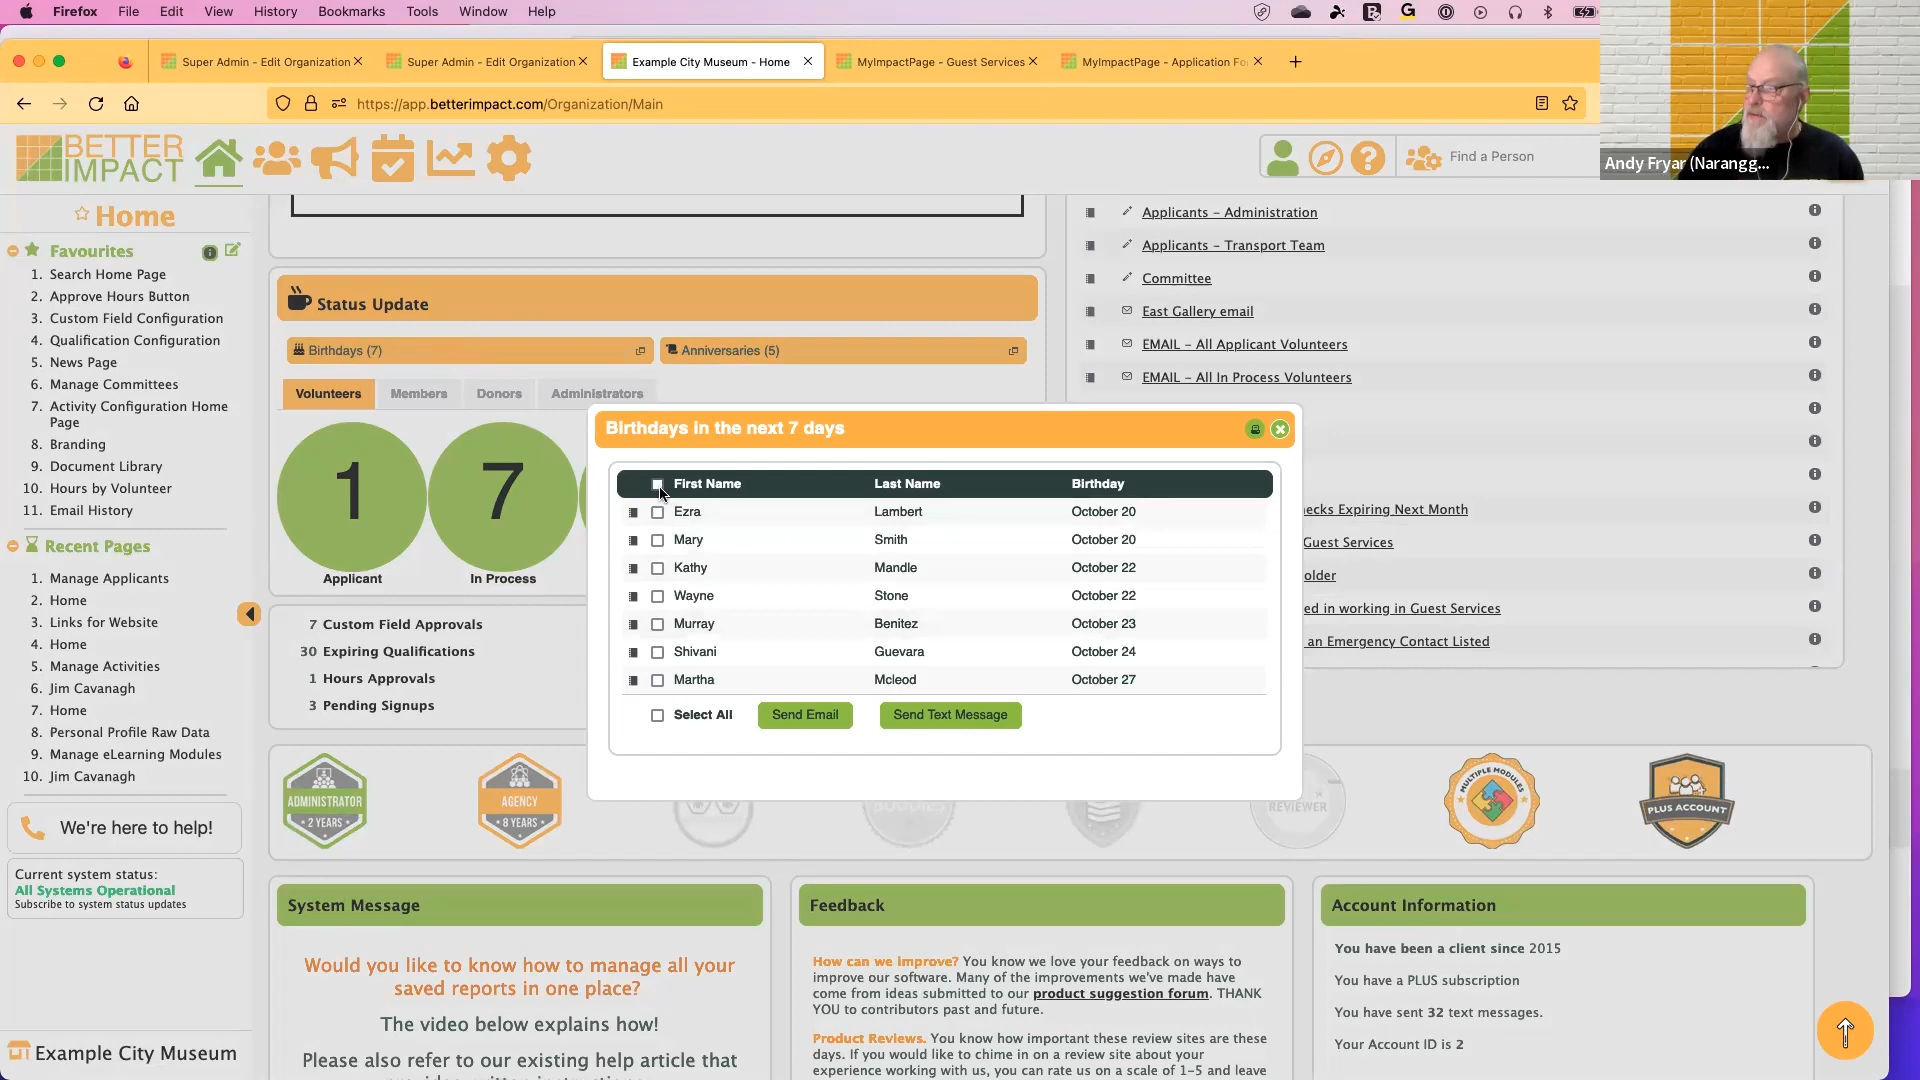 Firefox File Edit View History Bookmarks Tools Window Help
Super Admin - Edit Organization
Super Admin - Edit Organization
Example City Museum - Home
MyImpactPage - Guest Services
MyImpactPage - Application Fo
https://app.betterimpact.com/Organization/Main
Andy Fryar (Narangg...
BETTER
IMPACT
Find a Person
Home
Favourites
1. Search Home Page
2. Approve Hours Button
3. Custom Field Configuration
4. Qualification Configuration
5. News Page
6. Manage Committees
7. Activity Configuration Home
Page
8. Branding
9. Document Library
10. Hours by Volunteer
11. Email History
Recent Pages
1. Manage Applicants
2. Home
3. Links for Website
4. Home
5. Manage Activities
6. Jim Cavanagh
7. Home
8. Personal Profile Raw Data
9. Manage eLearning Modules
10. Jim Cavanagh
We're here to help!
Current system status:
All Systems Operational
Subscribe to system status updates
Example City Museum
Status Update
Birthdays (7)
Anniversaries (5)
Volunteers Members Donors Administrators
1 7
Applicant In Process
7 Custom Field Approvals
30 Expiring Qualifications
1 Hours Approvals
3 Pending Signups
Applicants - Administration
Applicants - Transport Team
Committee
East Gallery email
EMAIL - All Applicant Volunteers
EMAIL - All In Process Volunteers
ecks Expiring Next Month
Guest Services
older
ed in working in Guest Services
an Emergency Contact Listed
Birthdays in the next 7 days
First Name Last Name Birthday
Ezra Lambert October 20
Mary Smith October 20
Kathy Mandle October 22
Wayne Stone October 22
Murray Benitez October 23
Shivani Guevara October 24
Martha Mcleod October 27
Select All Send Email Send Text Message
ADMINISTRATOR
2 YEARS
AGENCY
8 YEARS
BUDDIES
REVIEWER
MULTIPLE MODULES
PLUS ACCOUNT
System Message
Would you like to know how to manage all your
saved reports in one place?
The video below explains how!
Please also refer to our existing help article that
Feedback
How can we improve? You know we love your feedback on ways to
improve our software. Many of the improvements we've made have
come from ideas submitted to our product suggestion forum. THANK
YOU to contributors past and future.
Product Reviews. You know how important these review sites are these
days. If you would like to chime in on a review site about your
experience working with us, you can rate us on a scale of 1-5 and leave
Account Information
You have been a client since 2015
You have a PLUS subscription
You have sent 32 text messages.
Your Account ID is 2